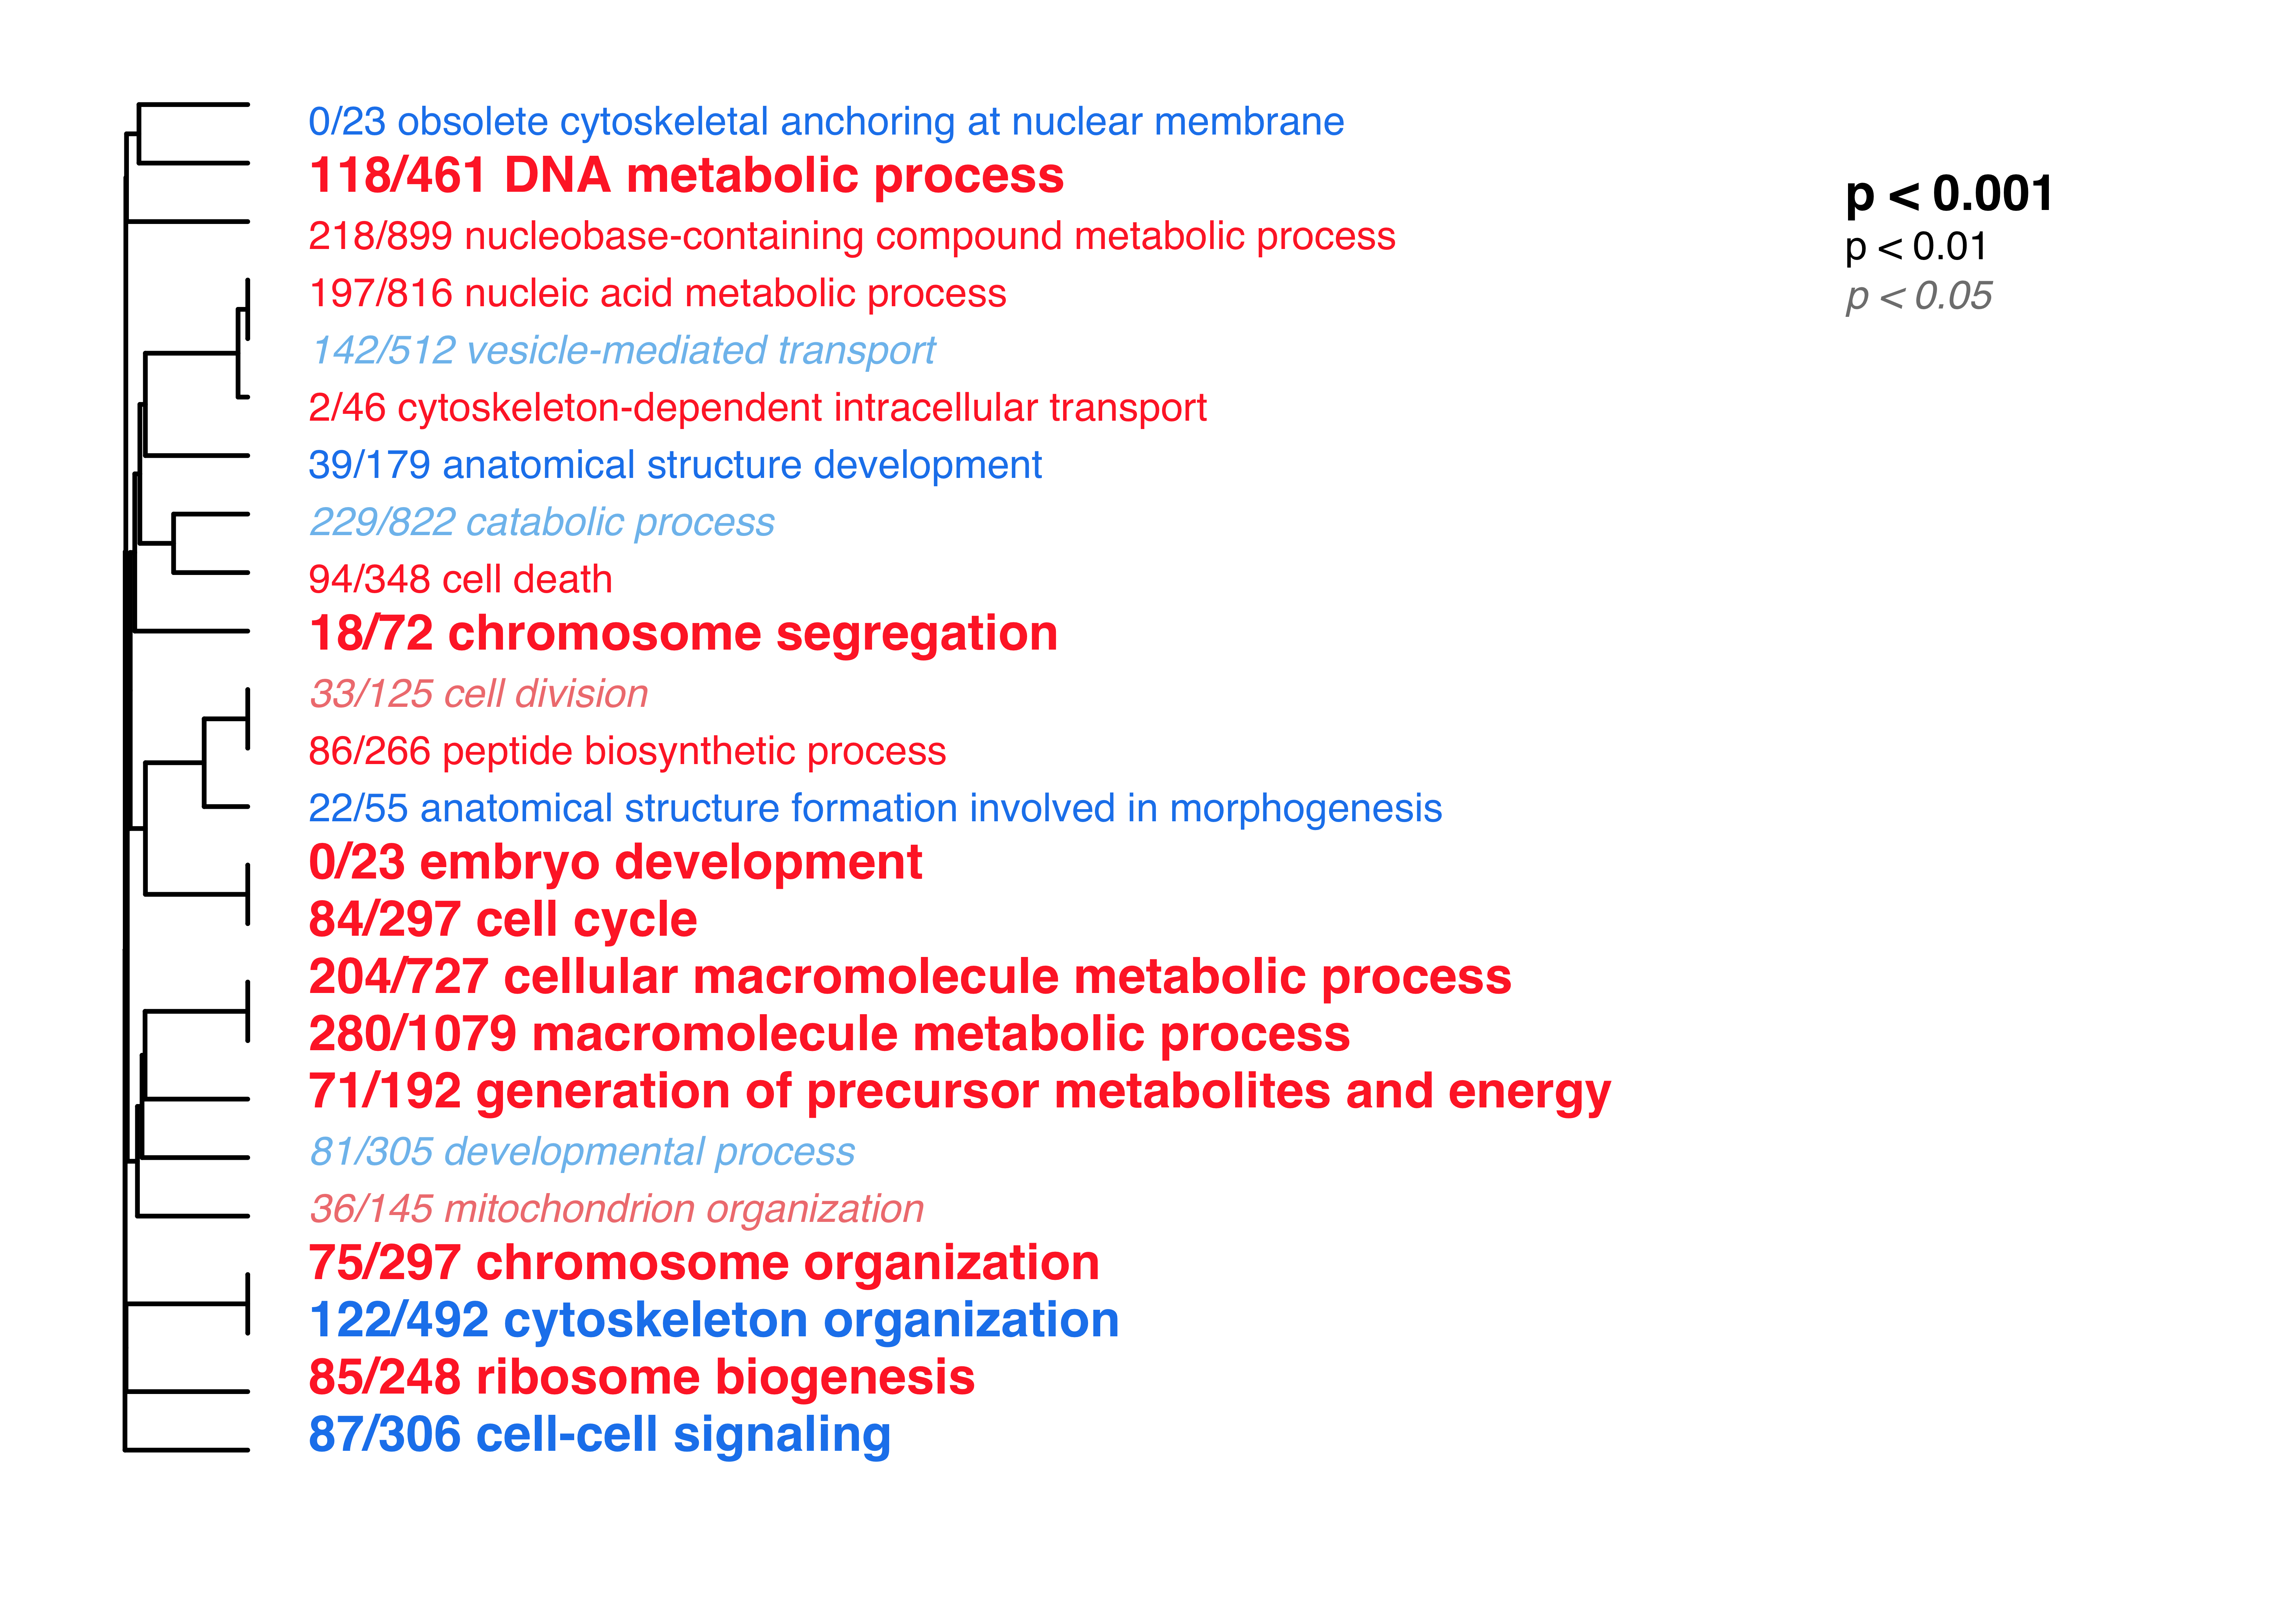 0/23 obsolete cytoskeletal anchoring at nuclear membrane
118/461 DNA metabolic process
218/899 nucleobase-containing compound metabolic process
197/816 nucleic acid metabolic process
142/512 vesicle-mediated transport
2/46 cytoskeleton-dependent intracellular transport
39/179 anatomical structure development
229/822 catabolic process
94/348 cell death
18/72 chromosome segregation
33/125 cell division
86/266 peptide biosynthetic process
22/55 anatomical structure formation involved in morphogenesis
0/23 embryo development
84/297 cell cycle
204/727 cellular macromolecule metabolic process
280/1079 macromolecule metabolic process
71/192 generation of precursor metabolites and energy
81/305 developmental process
36/145 mitochondrion organization
75/297 chromosome organization
122/492 cytoskeleton organization
85/248 ribosome biogenesis
87/306 cell-cell signaling
p < 0.001
p < 0.01
p < 0.05